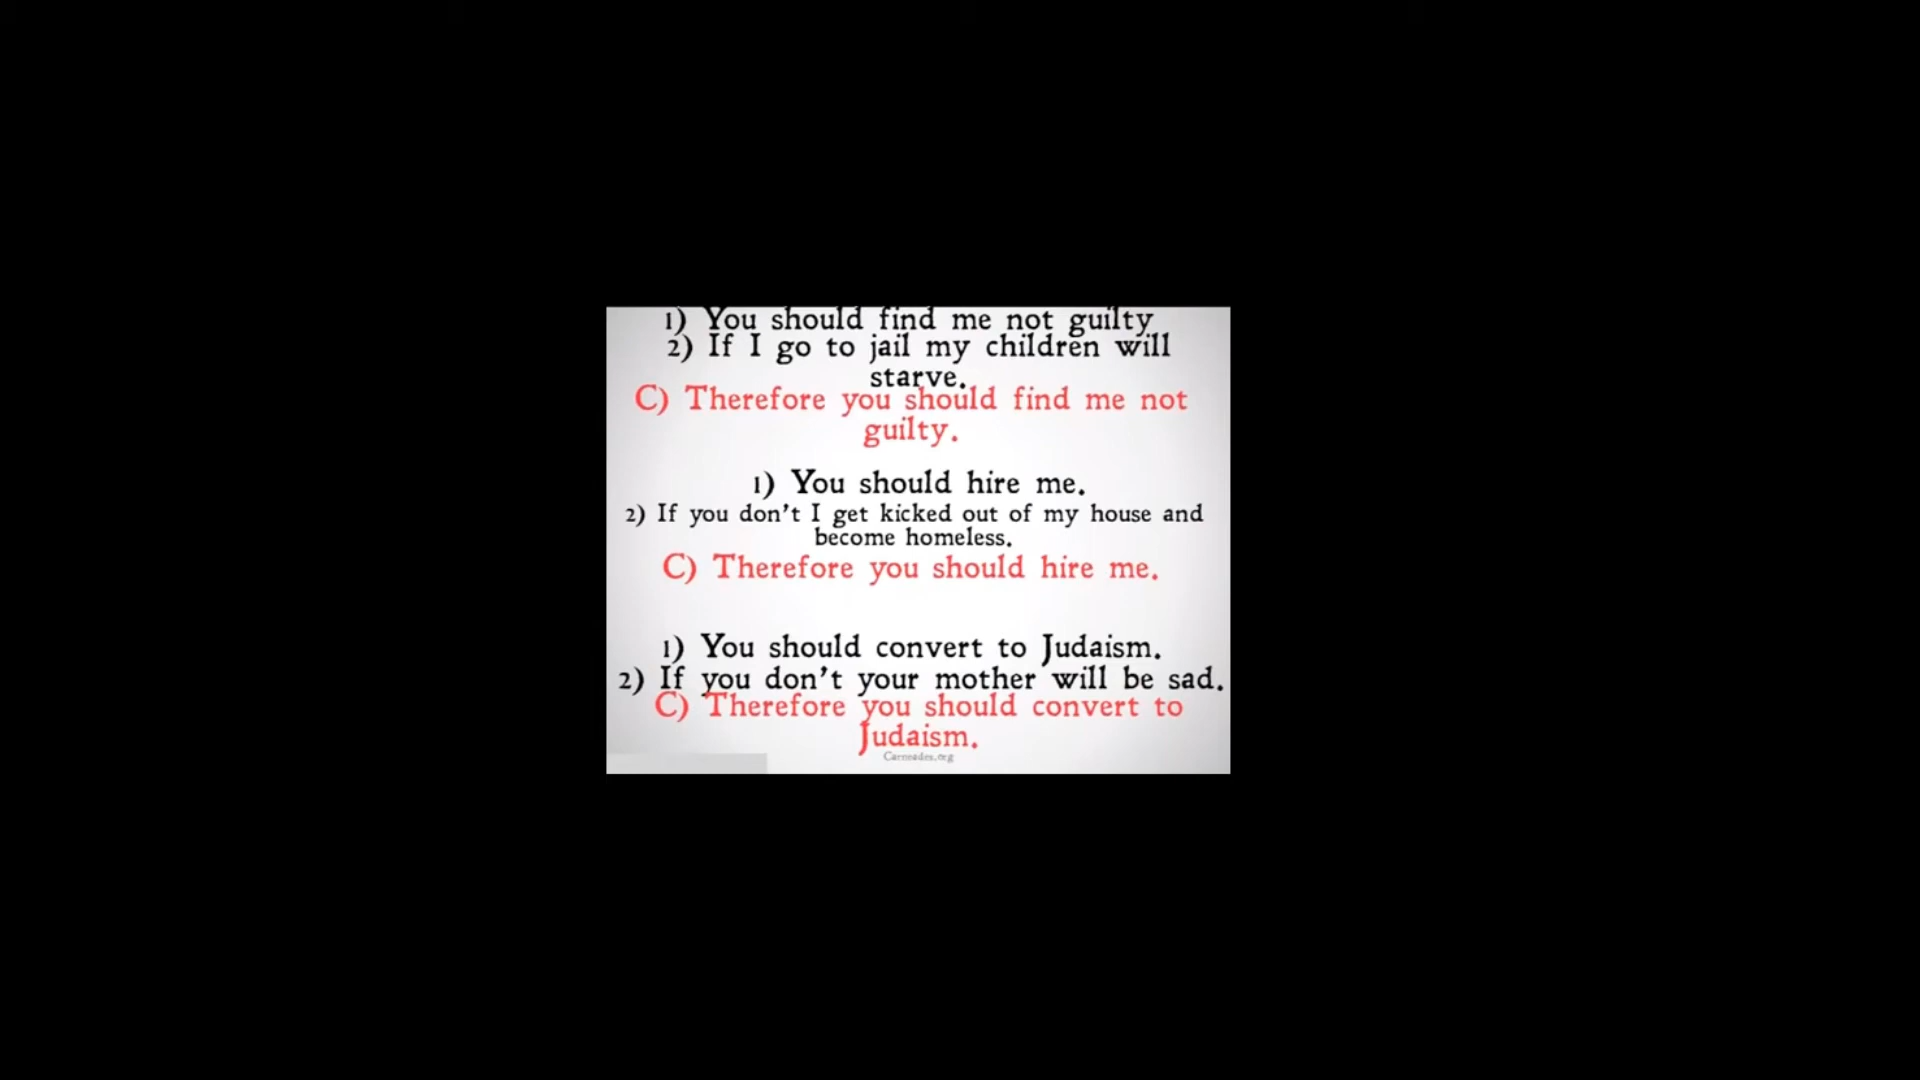 1) You should find me not guilty
2) If I go to jail my children will
starve.
C) Therefore you should find me not
guilty.
1) You should hire me.
2) If you don't I get kicked out of my house and
become homeless.
C) Therefore you should hire me.
1) You should convert to Judaism.
2) If you don't your mother will be sad.
C) Therefore you should convert to
Judaism.
Carneades.org